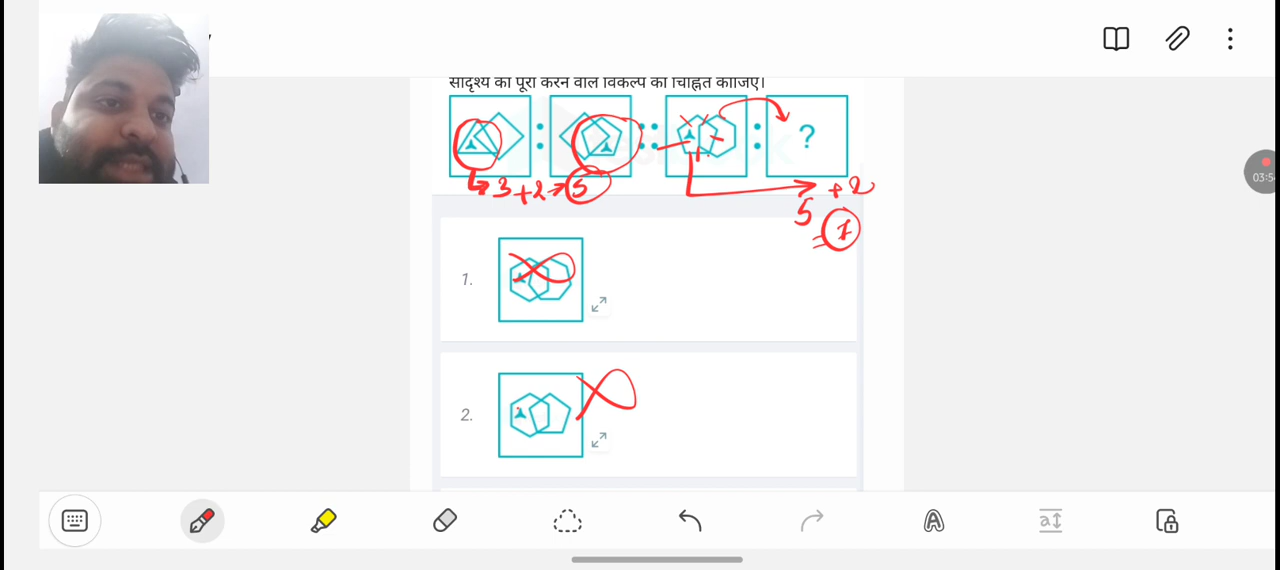 सादृश्य को पूरा करने वाले विकल्प को चिह्नित कीजिए।
: :: : ?
3 + 2 → 5
+ 2
5 7
1.
2.
03:5
A
a